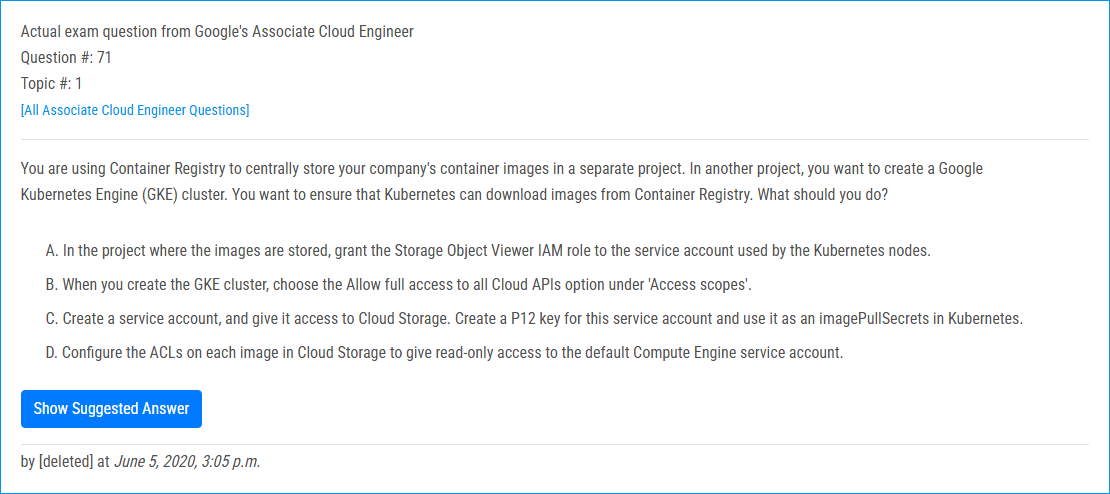 Actual exam question from Google's Associate Cloud Engineer
Question #: 71
Topic #: 1
[All Associate Cloud Engineer Questions]
You are using Container Registry to centrally store your company's container images in a separate project. In another project, you want to create a Google
Kubernetes Engine (GKE) cluster. You want to ensure that Kubernetes can download images from Container Registry. What should you do?
A. In the project where the images are stored, grant the Storage Object Viewer IAM role to the service account used by the Kubernetes nodes.
B. When you create the GKE cluster, choose the Allow full access to all Cloud APIs option under 'Access scopes'.
C. Create a service account, and give it access to Cloud Storage. Create a P12 key for this service account and use it as an imagePullSecrets in Kubernetes.
D. Configure the ACLs on each image in Cloud Storage to give read-only access to the default Compute Engine service account.
Show Suggested Answer
by [deleted] at June 5, 2020, 3:05 p.m.